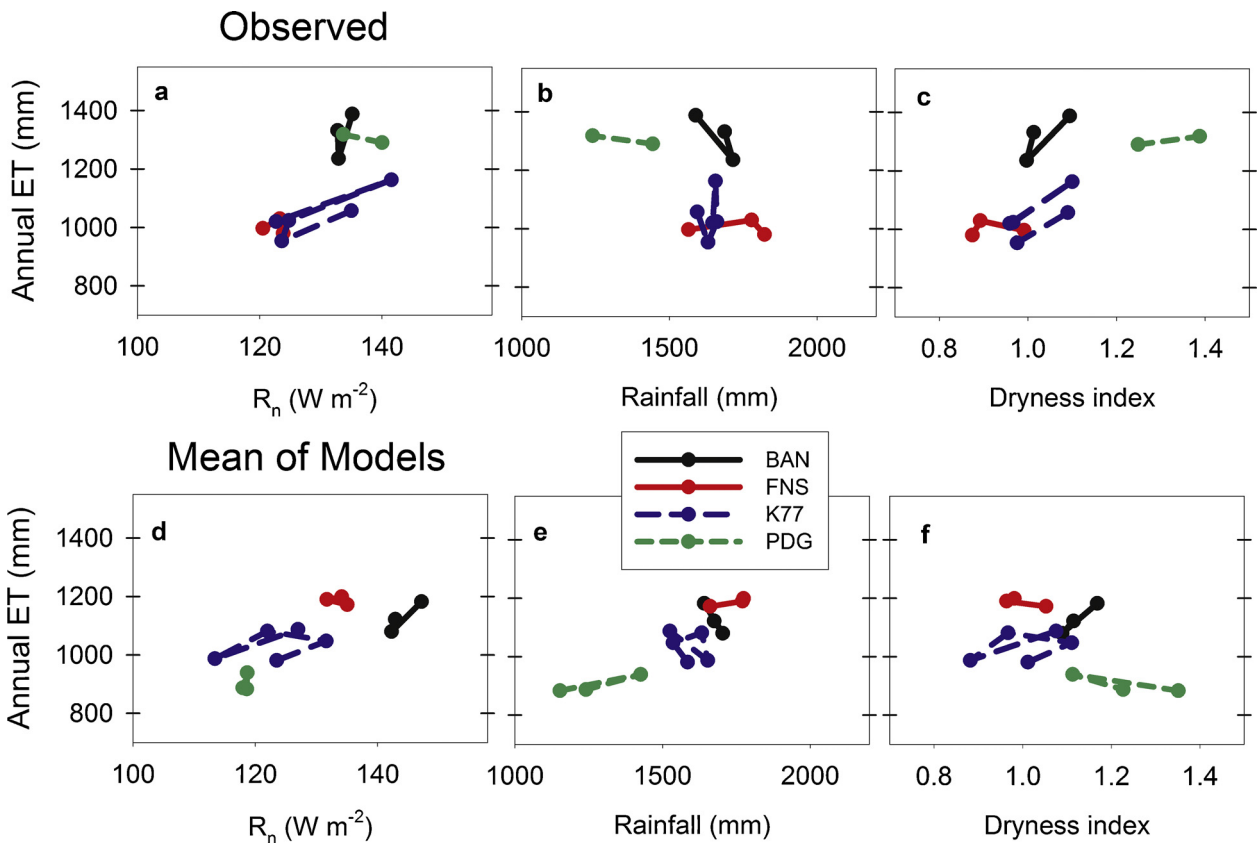 Observed
a
b
c
Annual ET (mm)
1400
1200
1000
800
100
120
140
1000
1500
2000
0.8
1.0
1.2
1.4
Rn (W m-2)
Rainfall (mm)
Dryness index
Mean of Models
BAN
FNS
K77
PDG
d
e
f
Annual ET (mm)
1400
1200
1000
800
100
120
140
1000
1500
2000
0.8
1.0
1.2
1.4
Rn (W m-2)
Rainfall (mm)
Dryness index